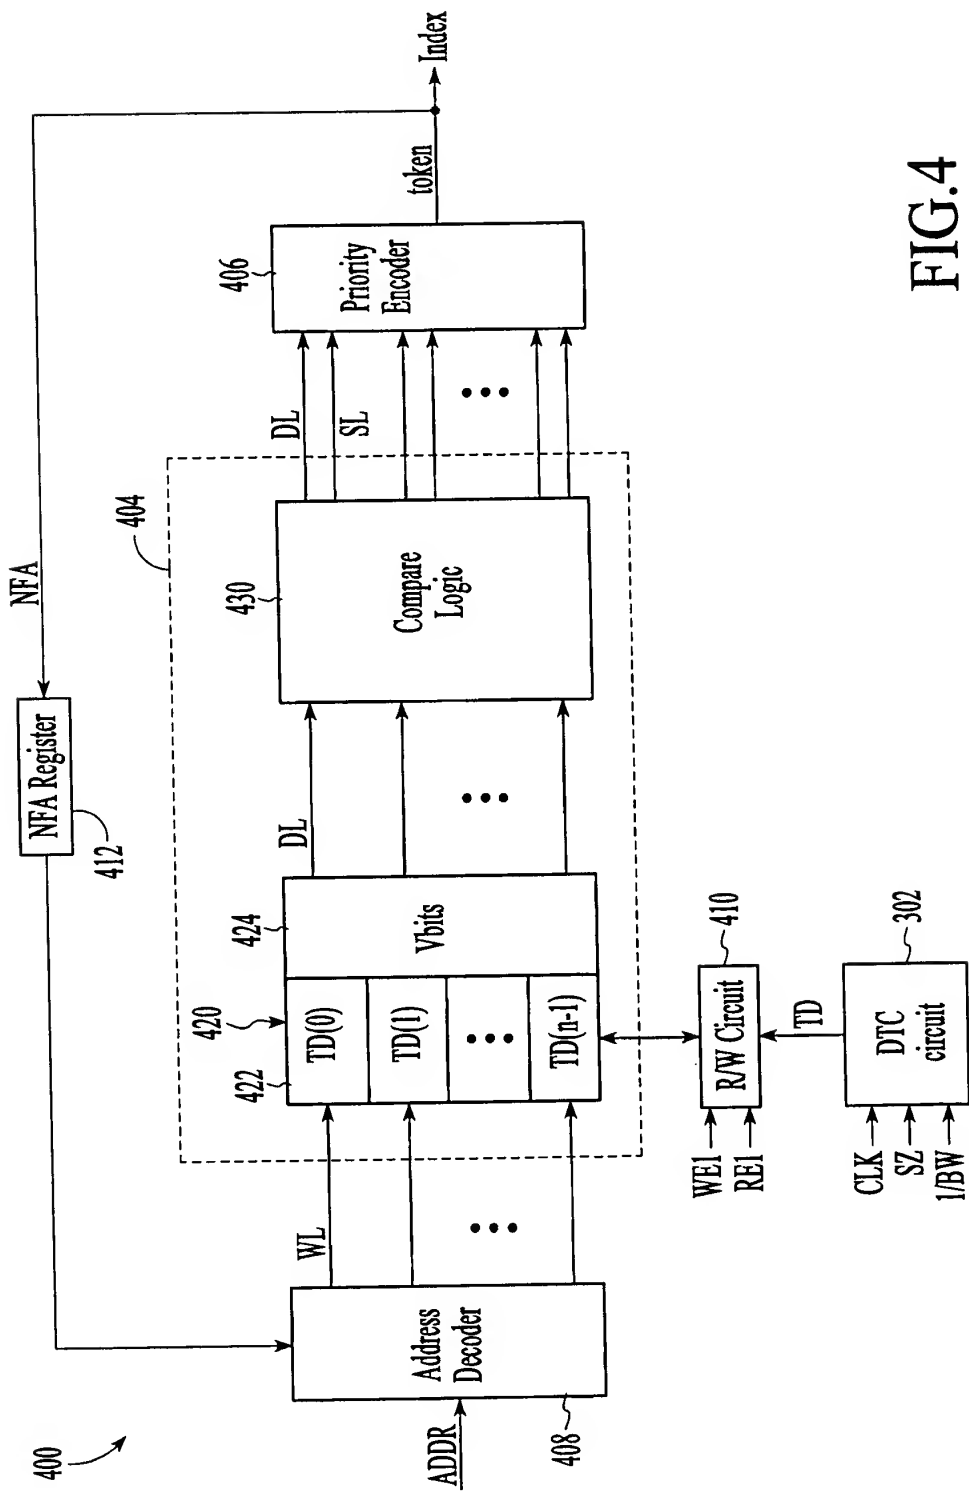 400
NFA
NFA Register
412
404
ADDR
Address
Decoder
408
WL
420
422
424
TD(0)
TD(1)
TD(n-1)
Vbits
DL
430
Compare
Logic
DL
SL
406
Priority
Encoder
token
Index
WE1
RE1
R/W Circuit
410
TD
CLK
SZ
1/BW
DTC
circuit
302
FIG.4